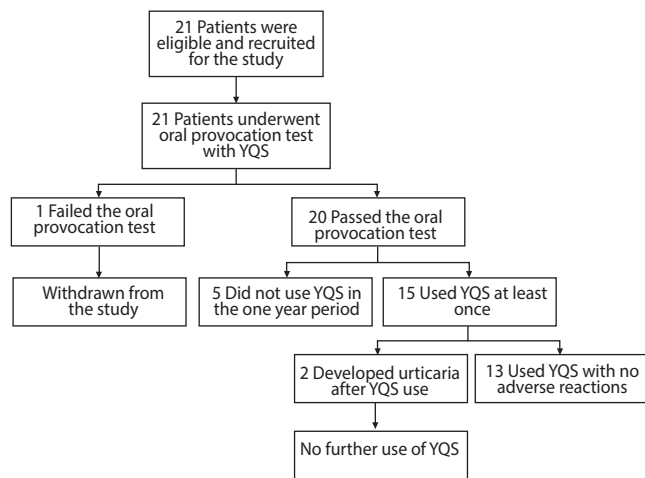 21 Patients were
eligible and recruited
for the study
21 Patients underwent
oral provocation test
with YQS
1 Failed the oral
provocation test
20 Passed the oral
provocation test
Withdrawn from
the study
5 Did not use YQS in
the one year period
15 Used YQS at least
once
2 Developed urticaria
after YQS use
13 Used YQS with no
adverse reactions
No further use of YQS